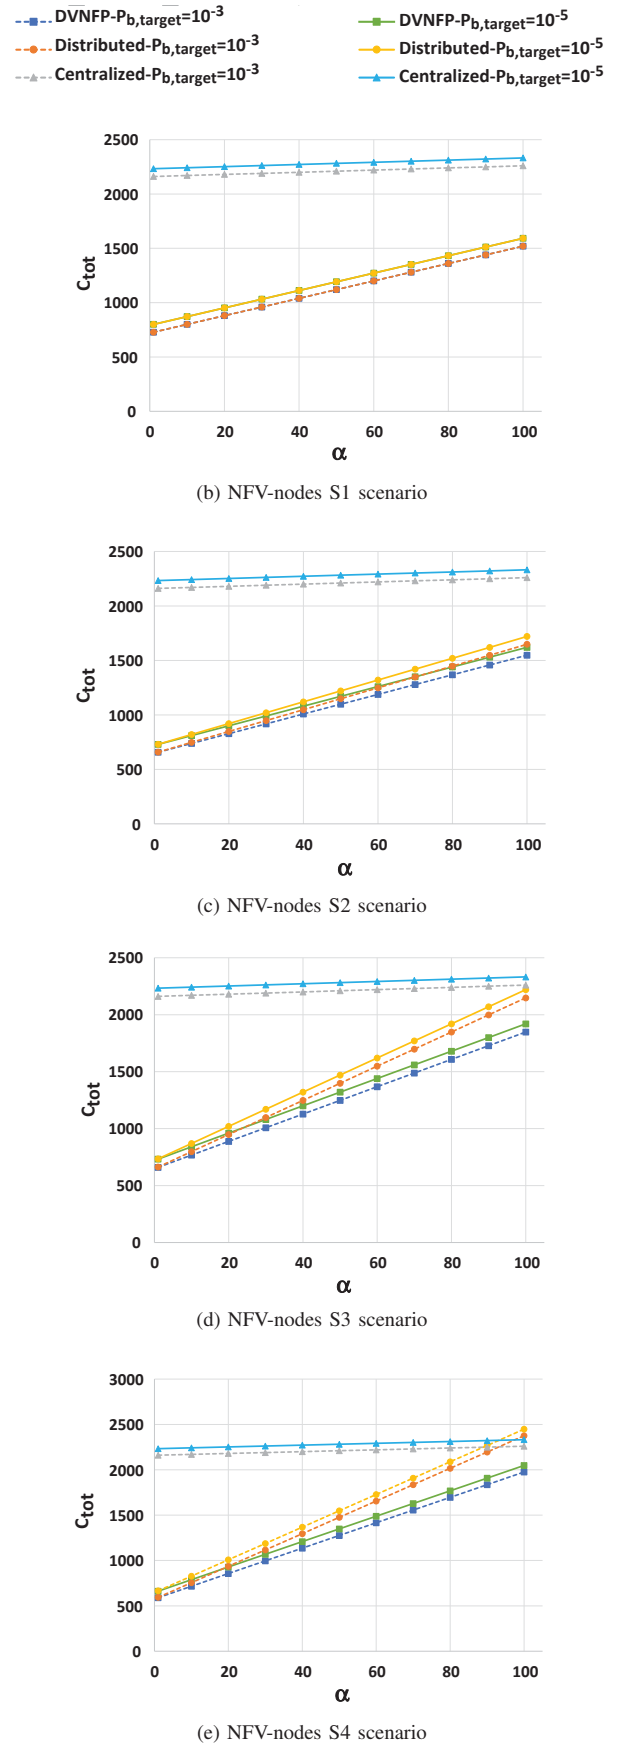 DVNFP-Pb,target=10-3
DVNFP-Pb,target=10-5
Distributed-Pb,target=10-3
Distributed-Pb,target=10-5
Centralized-Pb,target=10-3
Centralized-Pb,target=10-5
2500
2000
1500
1000
500
0
Ctot
0 20 40 60 80 100
α
(b) NFV-nodes S1 scenario
2500
2000
1500
1000
500
0
Ctot
0 20 40 60 80 100
α
(c) NFV-nodes S2 scenario
2500
2000
1500
1000
500
0
Ctot
0 20 40 60 80 100
α
(d) NFV-nodes S3 scenario
3000
2500
2000
1500
1000
500
0
Ctot
0 20 40 60 80 100
α
(e) NFV-nodes S4 scenario